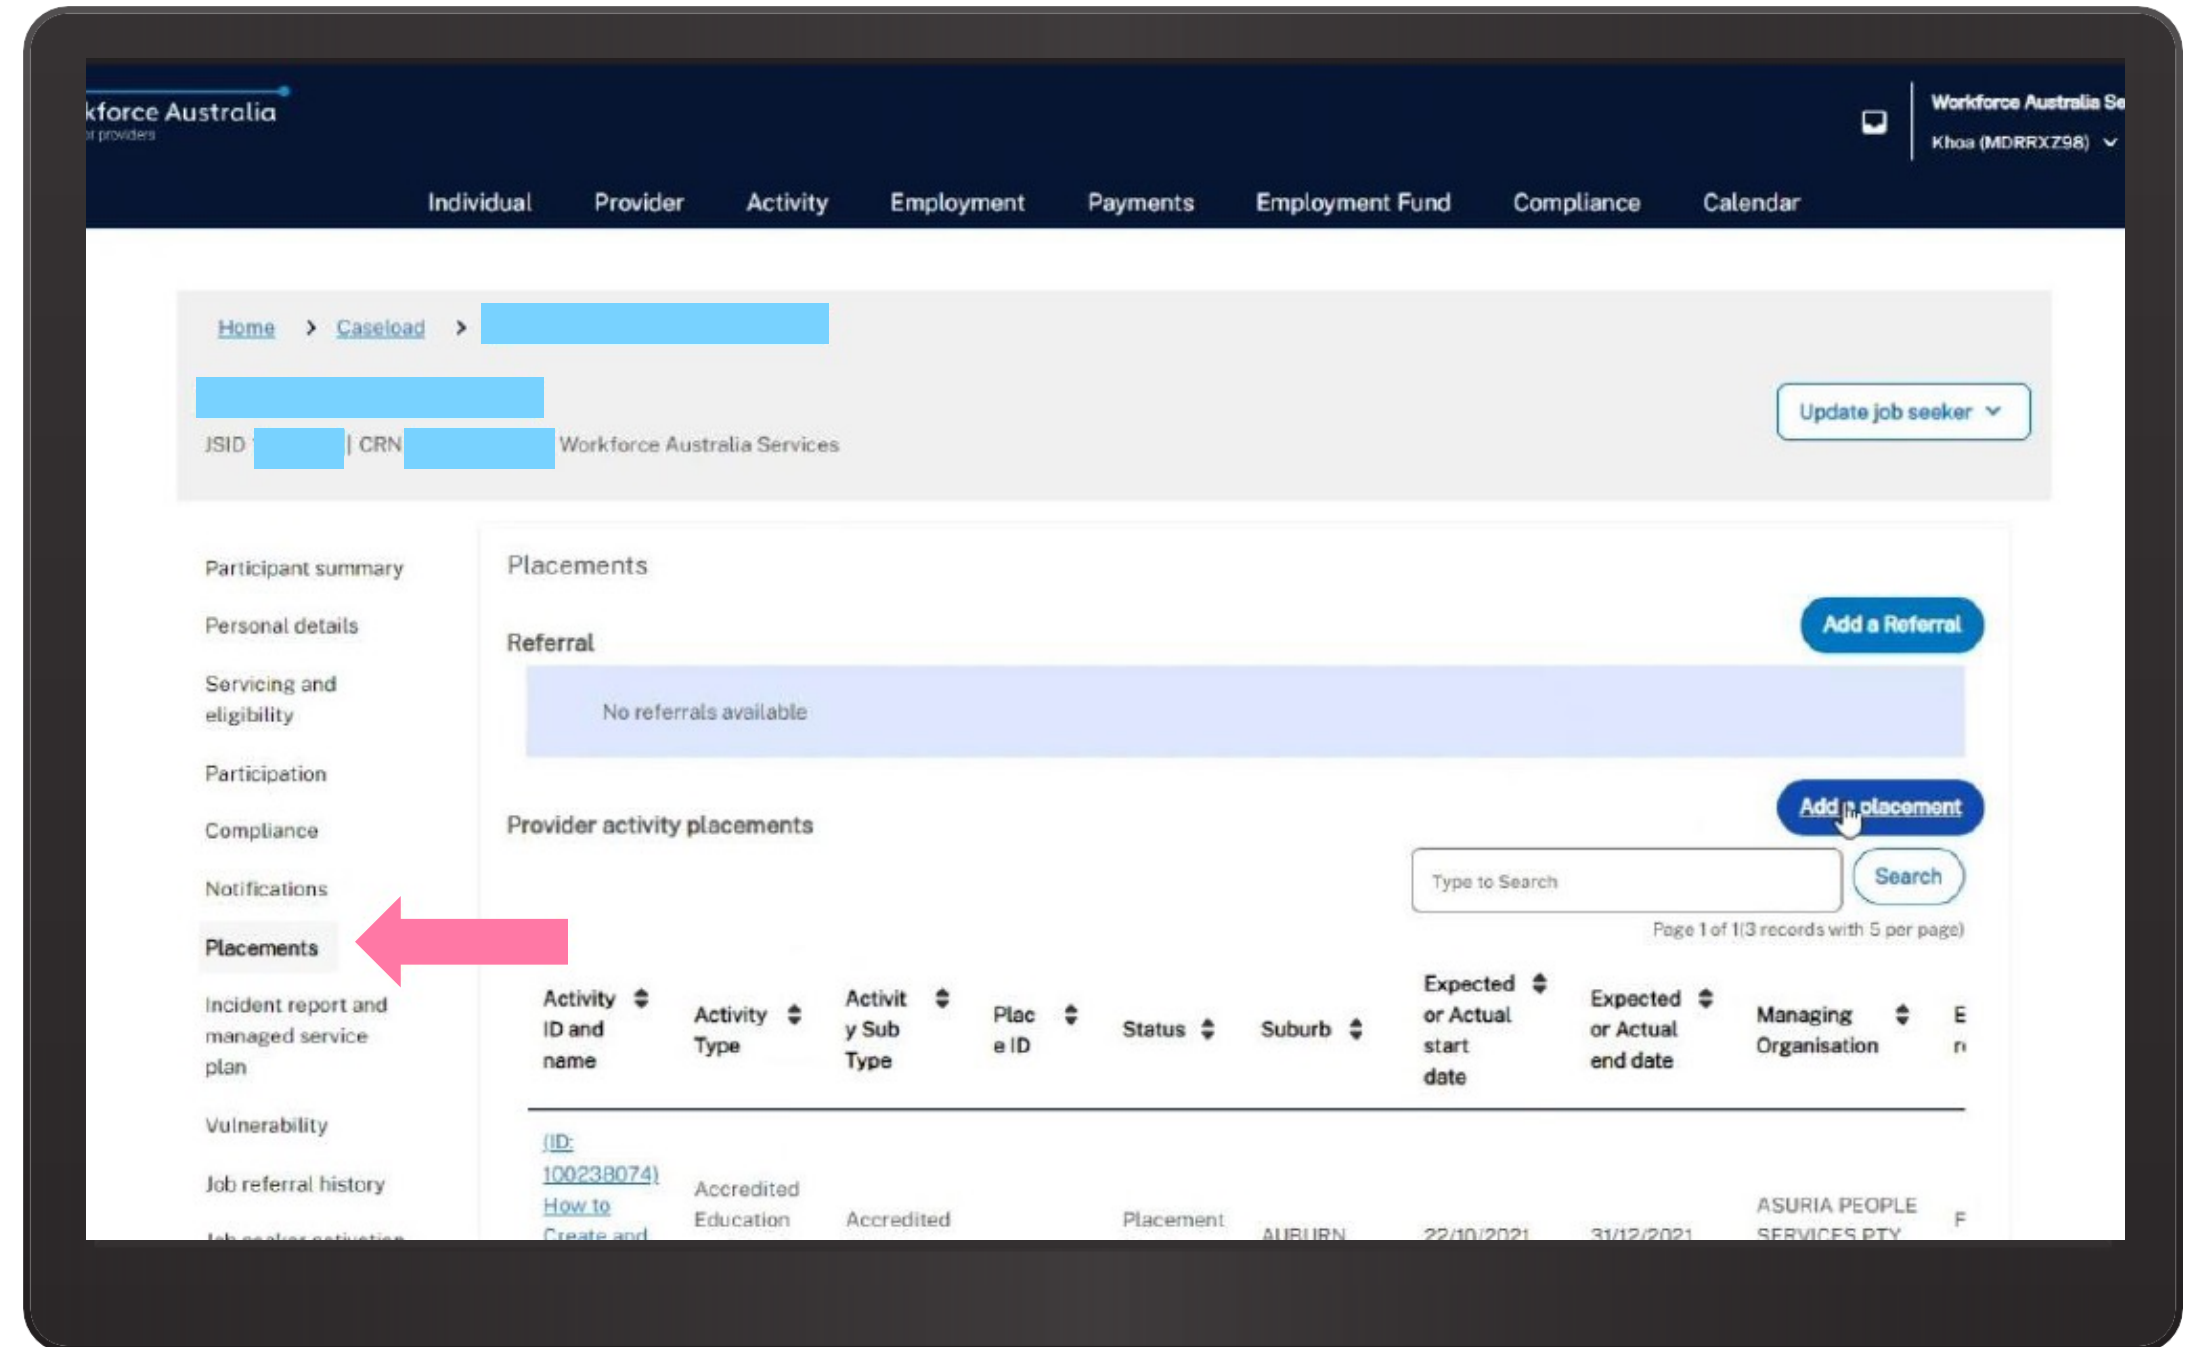 kforce Australia
or providers
Workforce Australia Se
Khoa (MDRRXZ98)
Individual Provider Activity Employment Payments Employment Fund Compliance Calendar
Home > Caseload >
Update job seeker
JSID | CRN Workforce Australia Services
Participant summary
Personal details
Servicing and
eligibility
Participation
Compliance
Notifications
Placements
Incident report and
managed service
plan
Vulnerability
Job referral history
Placements
Add a Referral
Referral
No referrals available
Add a placement
Provider activity placements
Type to Search
Search
Page 1 of 1(3 records with 5 per page)
Activity
ID and
name
Activity
Type
Activit
y Sub
Type
Plac
e ID
Status
Suburb
Expected
or Actual
start
date
Expected
or Actual
end date
Managing
Organisation
E
(ID:
100238074)
How to
Create and
Accredited
Education
Accredited
Placement
AUBURN
22/10/2021
31/12/2021
ASURIA PEOPLE
SERVICES PTY
F